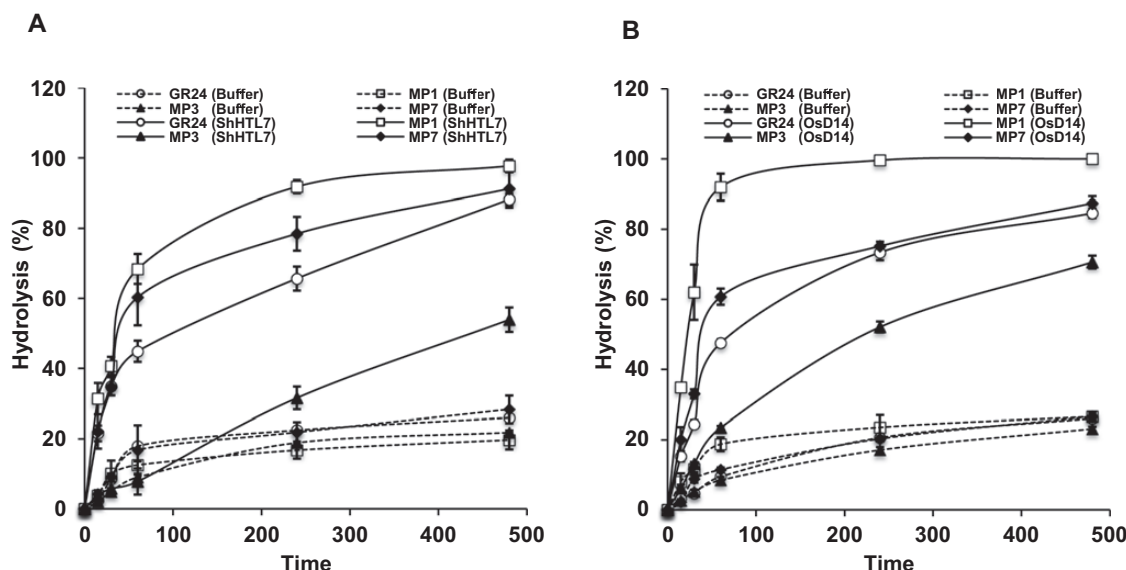 A
120
100
80
60
40
20
0
Hydrolysis (%)
GR24 (Buffer)
MP3 (Buffer)
GR24 (ShHTL7)
MP3 (ShHTL7)
MP1 (Buffer)
MP7 (Buffer)
MP1 (ShHTL7)
MP7 (ShHTL7)
0 100 200 300 400 500
Time
B
120
100
80
60
40
20
0
Hydrolysis (%)
GR24 (Buffer)
MP3 (Buffer)
GR24 (OsD14)
MP3 (OsD14)
MP1 (Buffer)
MP7 (Buffer)
MP1 (OsD14)
MP7 (OsD14)
0 100 200 300 400 500
Time